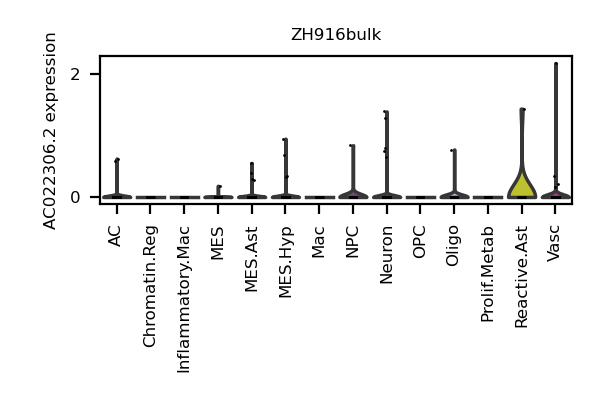 ZH916bulk
AC022306.2 expression
2
0
AC
Chromatin.Reg
Inflammatory.Mac
MES
MES.Ast
MES.Hyp
Mac
NPC
Neuron
OPC
Oligo
Prolif.Metab
Reactive.Ast
Vasc